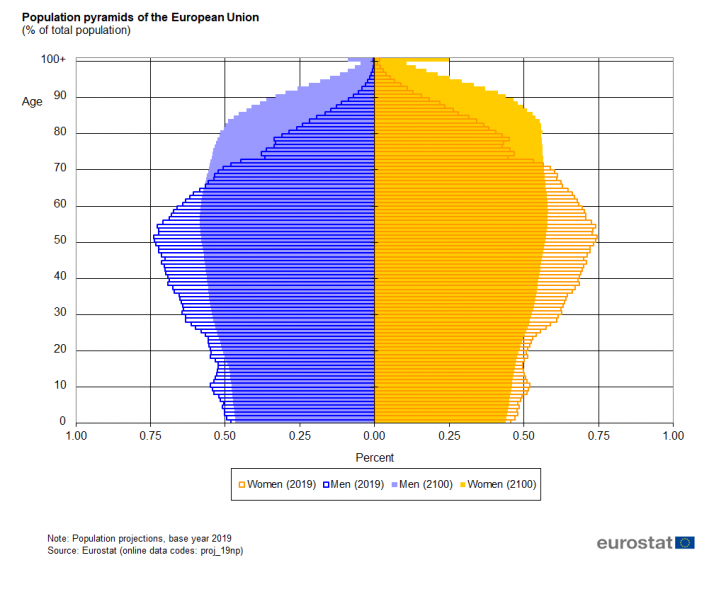 Population pyramids of the European Union
(% of total population)
100+
Age
90
80
70
60
50
40
30
20
10
0
1.00 0.75 0.50 0.25 0.00 0.25 0.50 0.75 1.00
Percent
Women (2019) Men (2019) Men (2100) Women (2100)
Note: Population projections, base year 2019
Source: Eurostat (online data codes: proj_19np)
eurostat